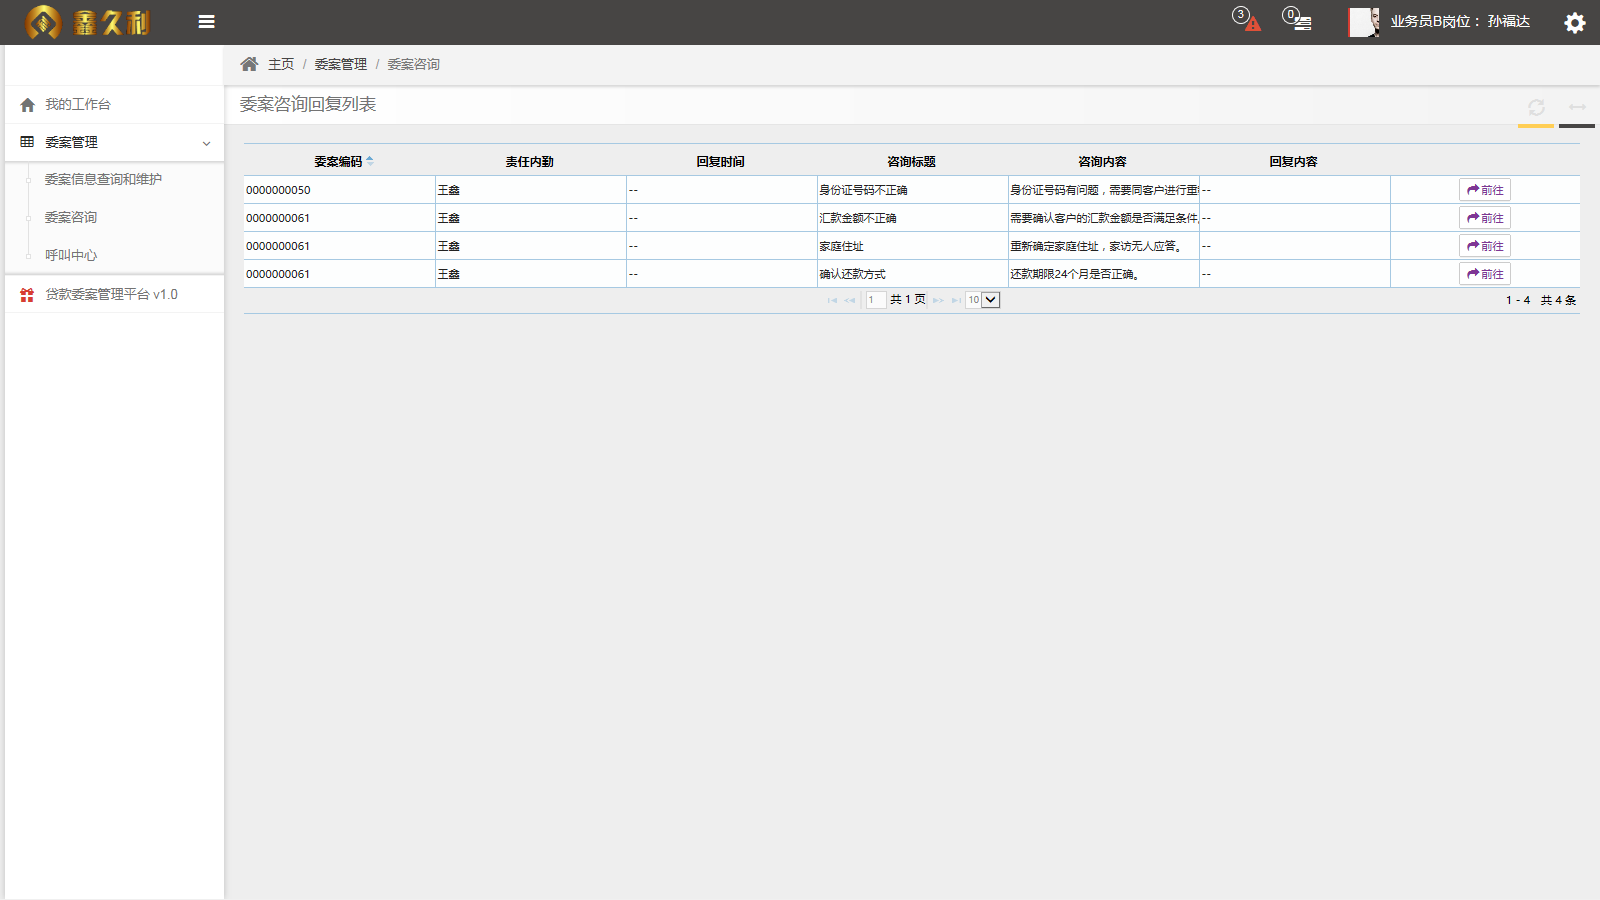 鑫久利
3
0
业务员B岗位： 孙福达
主页 / 委案管理 / 委案咨询
我的工作台
委案管理
委案信息查询和维护
委案咨询
呼叫中心
贷款委案管理平台 v1.0
委案咨询回复列表
委案编码 责任内勤 回复时间 咨询标题 咨询内容 回复内容
0000000050 王鑫 -- 身份证号码不正确 身份证号码有问题，需要同客户进行重 -- 前往
0000000061 王鑫 -- 汇款金额不正确 需要确认客户的汇款金额是否满足条件 -- 前往
0000000061 王鑫 -- 家庭住址 重新确定家庭住址，家访无人应答。 -- 前往
0000000061 王鑫 -- 确认还款方式 还款期限24个月是否正确。 -- 前往
1 共 1 页 10 1 - 4 共 4 条